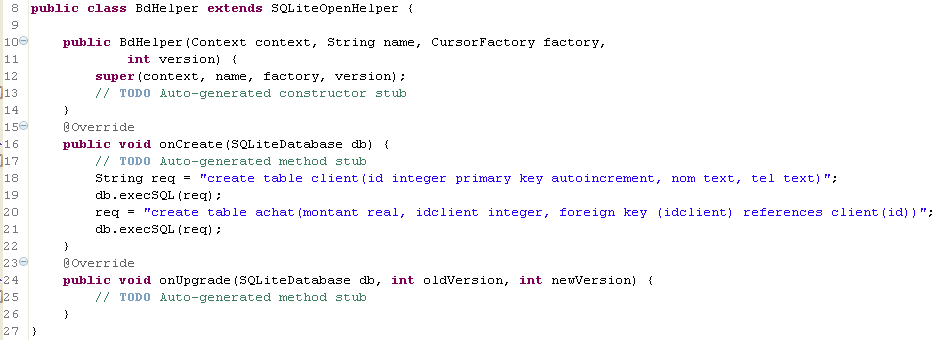 8 public class BdHelper extends SQLiteOpenHelper {
9
10 public BdHelper(Context context, String name, CursorFactory factory,
11 int version) {
12 super(context, name, factory, version);
13 // TODO Auto-generated constructor stub
14 }
15 @Override
16 public void onCreate(SQLiteDatabase db) {
17 // TODO Auto-generated method stub
18 String req = "create table client(id integer primary key autoincrement, nom text, tel text)";
19 db.execSQL(req);
20 req = "create table achat(montant real, idclient integer, foreign key (idclient) references client(id))";
21 db.execSQL(req);
22 }
23 @Override
24 public void onUpgrade(SQLiteDatabase db, int oldVersion, int newVersion) {
25 // TODO Auto-generated method stub
26 }
27 }